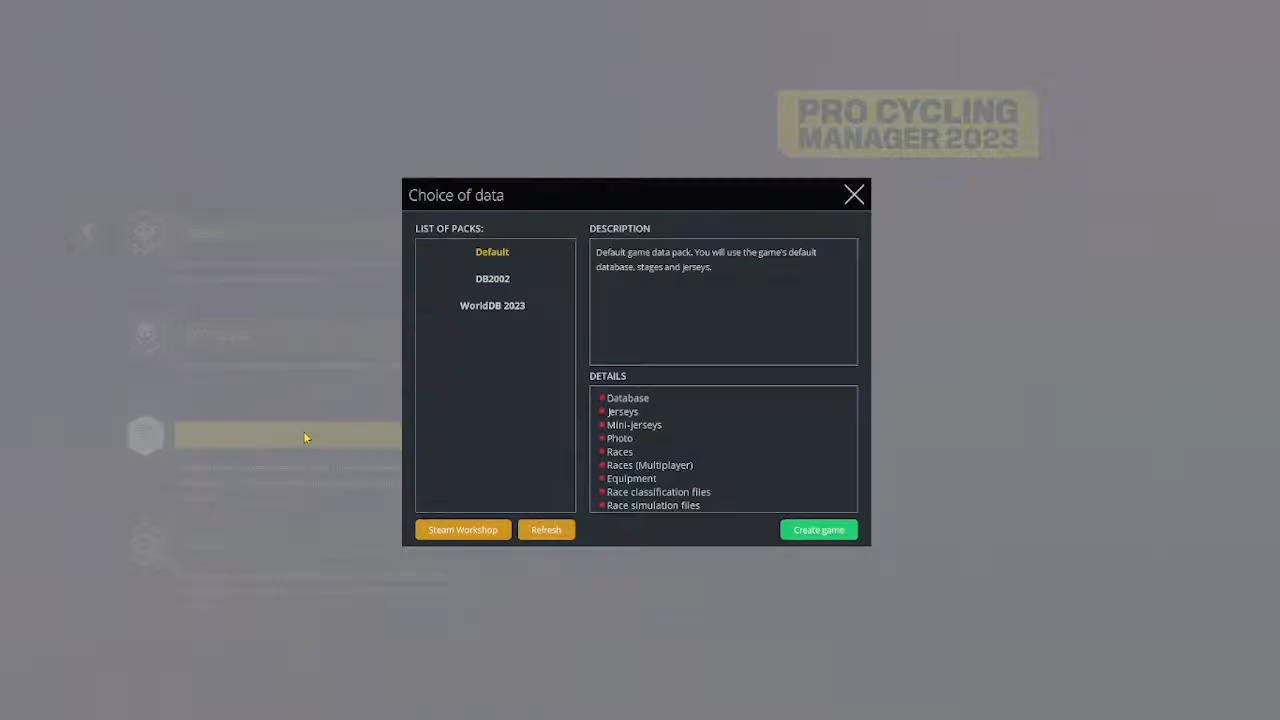 PRO CYCLING
MANAGER 2023
Choice of data
LIST OF PACKS:
Default
DB2002
WorldDB 2023
Steam Workshop
Refresh
DESCRIPTION
Default game data pack. You will use the game's default
database, stages and jerseys.
DETAILS
Database
Jerseys
Mini-jerseys
Photo
Races
Races (Multiplayer)
Equipment
Race classification files
Race simulation files
Create game